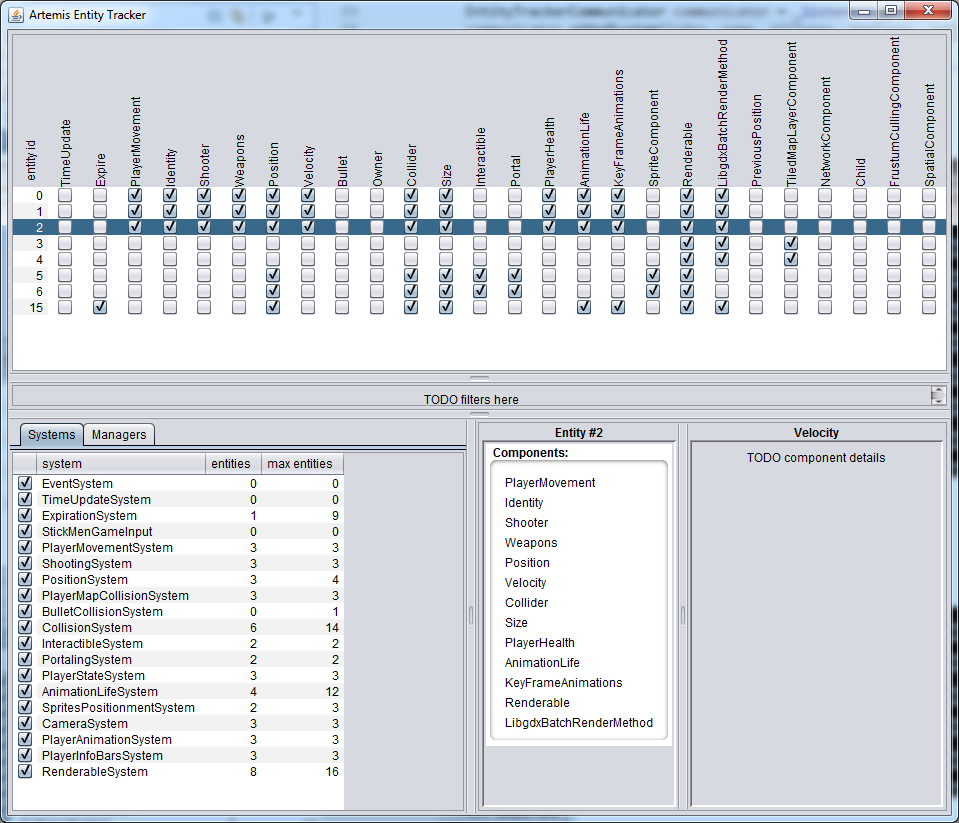 Artemis Entity Tracker
entity id
TimeUpdate
Expire
PlayerMovement
Identity
Shooter
Weapons
Position
Velocity
Bullet
Owner
Collider
Size
Interactible
Portal
PlayerHealth
AnimationLife
KeyFrameAnimations
SpriteComponent
Renderable
LibgdxBatchRenderMethod
PreviousPosition
TiledMapLayerComponent
NetworkComponent
Child
FrustumCullingComponent
SpatialComponent
0
1
2
3
4
5
6
15
TODO filters here
Systems Managers
system entities max entities
EventSystem 0 0
TimeUpdateSystem 0 0
ExpirationSystem 1 9
StickMenGameInput 0 0
PlayerMovementSystem 3 3
ShootingSystem 3 3
PositionSystem 3 4
PlayerMapCollisionSystem 3 3
BulletCollisionSystem 0 1
CollisionSystem 6 14
InteractibleSystem 2 2
PortalingSystem 2 2
PlayerStateSystem 3 3
AnimationLifeSystem 4 12
SpritesPositionmentSystem 2 3
CameraSystem 3 3
PlayerAnimationSystem 3 3
PlayerInfoBarsSystem 3 3
RenderableSystem 8 16
Entity #2
Components:
PlayerMovement
Identity
Shooter
Weapons
Position
Velocity
Collider
Size
PlayerHealth
AnimationLife
KeyFrameAnimations
Renderable
LibgdxBatchRenderMethod
Velocity
TODO component details